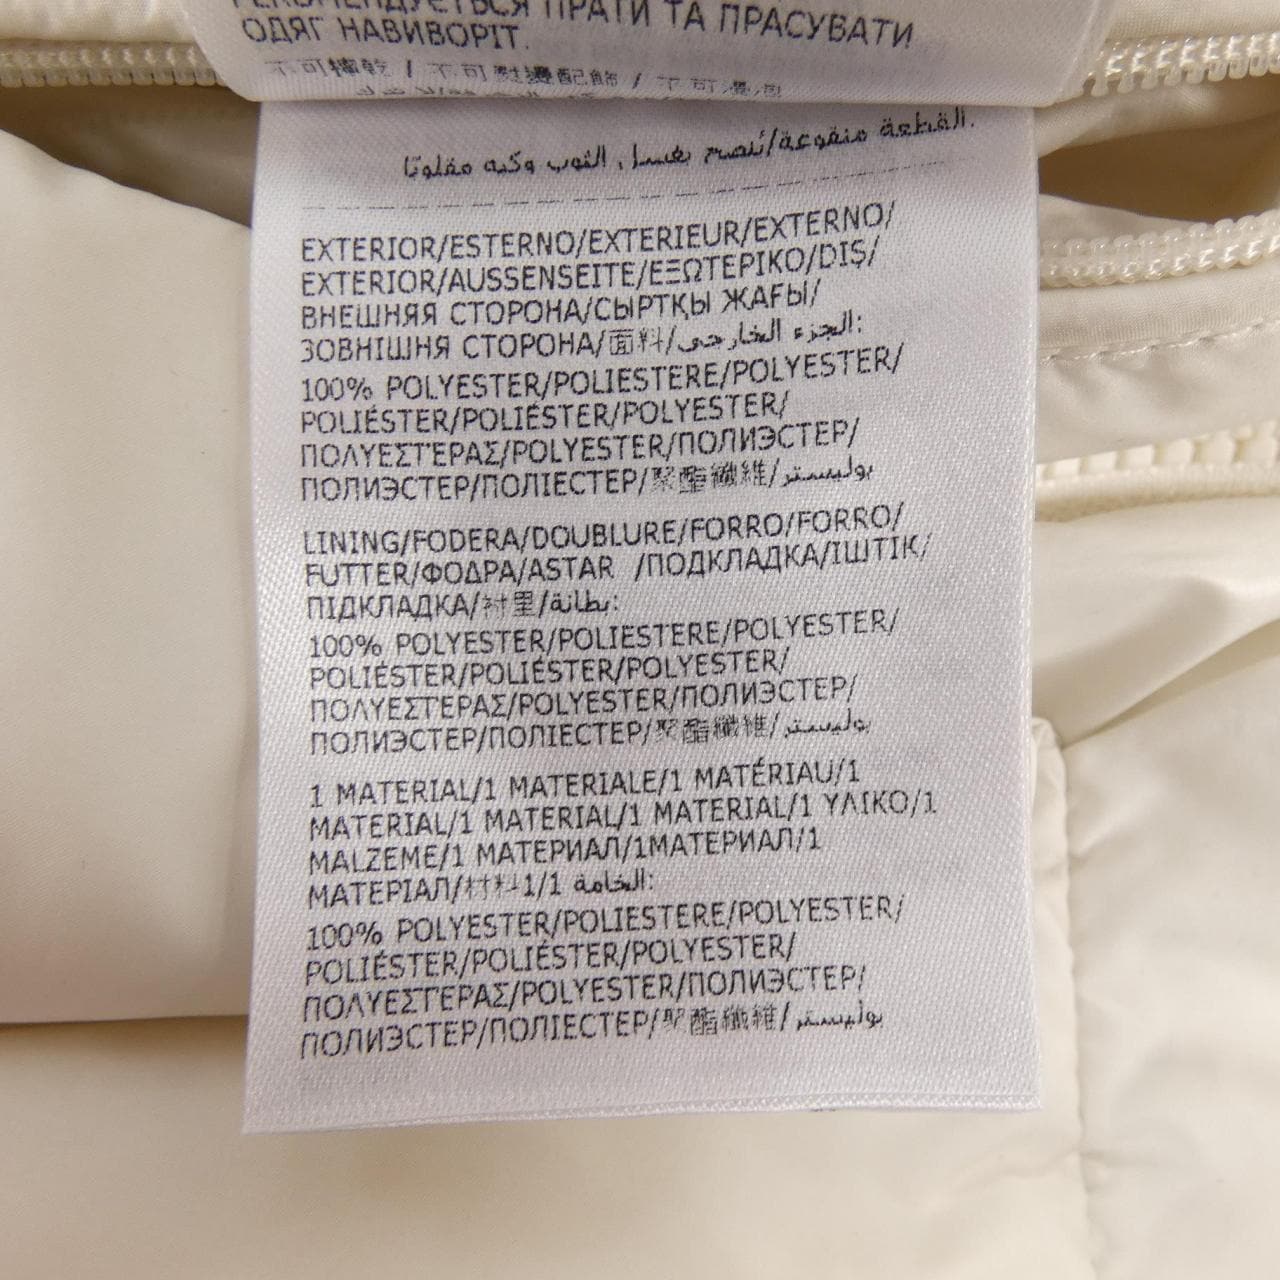 РЕКОМЕНДУЄТЬСЯ ПРАТИ ТА ПРАСУВАТИ
ОДЯГ НАВИВОРІТ.
القطعة منقوعة/يُنصح بغسل الثوب وكيه مقلوبًا.
EXTERIOR/ESTERNO/EXTERIEUR/EXTERNO/
EXTERIOR/AUSSENSEITE/ΕΞΩΤΕΡΙΚΟ/DIŞ/
ВНЕШНЯЯ СТОРОНА/СЫРТҚЫ ЖАҒЫ/
ЗОВНІШНЯ СТОРОНА/面料/الجزء الخارجي:
100% POLYESTER/POLIESTERE/POLYESTER/
POLIÉSTER/POLIÉSTER/POLYESTER/
ΠΟΛΥΕΣΤΕΡΑΣ/POLYESTER/ПОЛИЭСТЕР/
ПОЛИЭСТЕР/ПОЛІЕСТЕР/聚酯纖維/بوليستر
LINING/FODERA/DOUBLURE/FORRO/FORRO/
FUTTER/ΦΟΔΡΑ/ASTAR /ПОДКЛАДКА/ІШТІК/
ПІДКЛАДКА/衬里/بطانة:
100% POLYESTER/POLIESTERE/POLYESTER/
POLIÉSTER/POLIÉSTER/POLYESTER/
ΠΟΛΥΕΣΤΕΡΑΣ/POLYESTER/ПОЛИЭСТЕР/
ПОЛИЭСТЕР/ПОЛІЕСТЕР/聚酯纖維/بوليستر
1 MATERIAL/1 MATERIALE/1 MATÉRIAU/1
MATERIAL/1 MATERIAL/1 MATERIAL/1 ΥΛΙΚΟ/1
MALZEME/1 МАТЕРИАЛ/1МАТЕРИАЛ/1
МАТЕРІАЛ/材料1/1 الخامة:
100% POLYESTER/POLIESTERE/POLYESTER/
POLIÉSTER/POLIÉSTER/POLYESTER/
ΠΟΛΥΕΣΤΕΡΑΣ/POLYESTER/ПОЛИЭСТЕР/
ПОЛИЭСТЕР/ПОЛІЕСТЕР/聚酯纖維/بوليستر